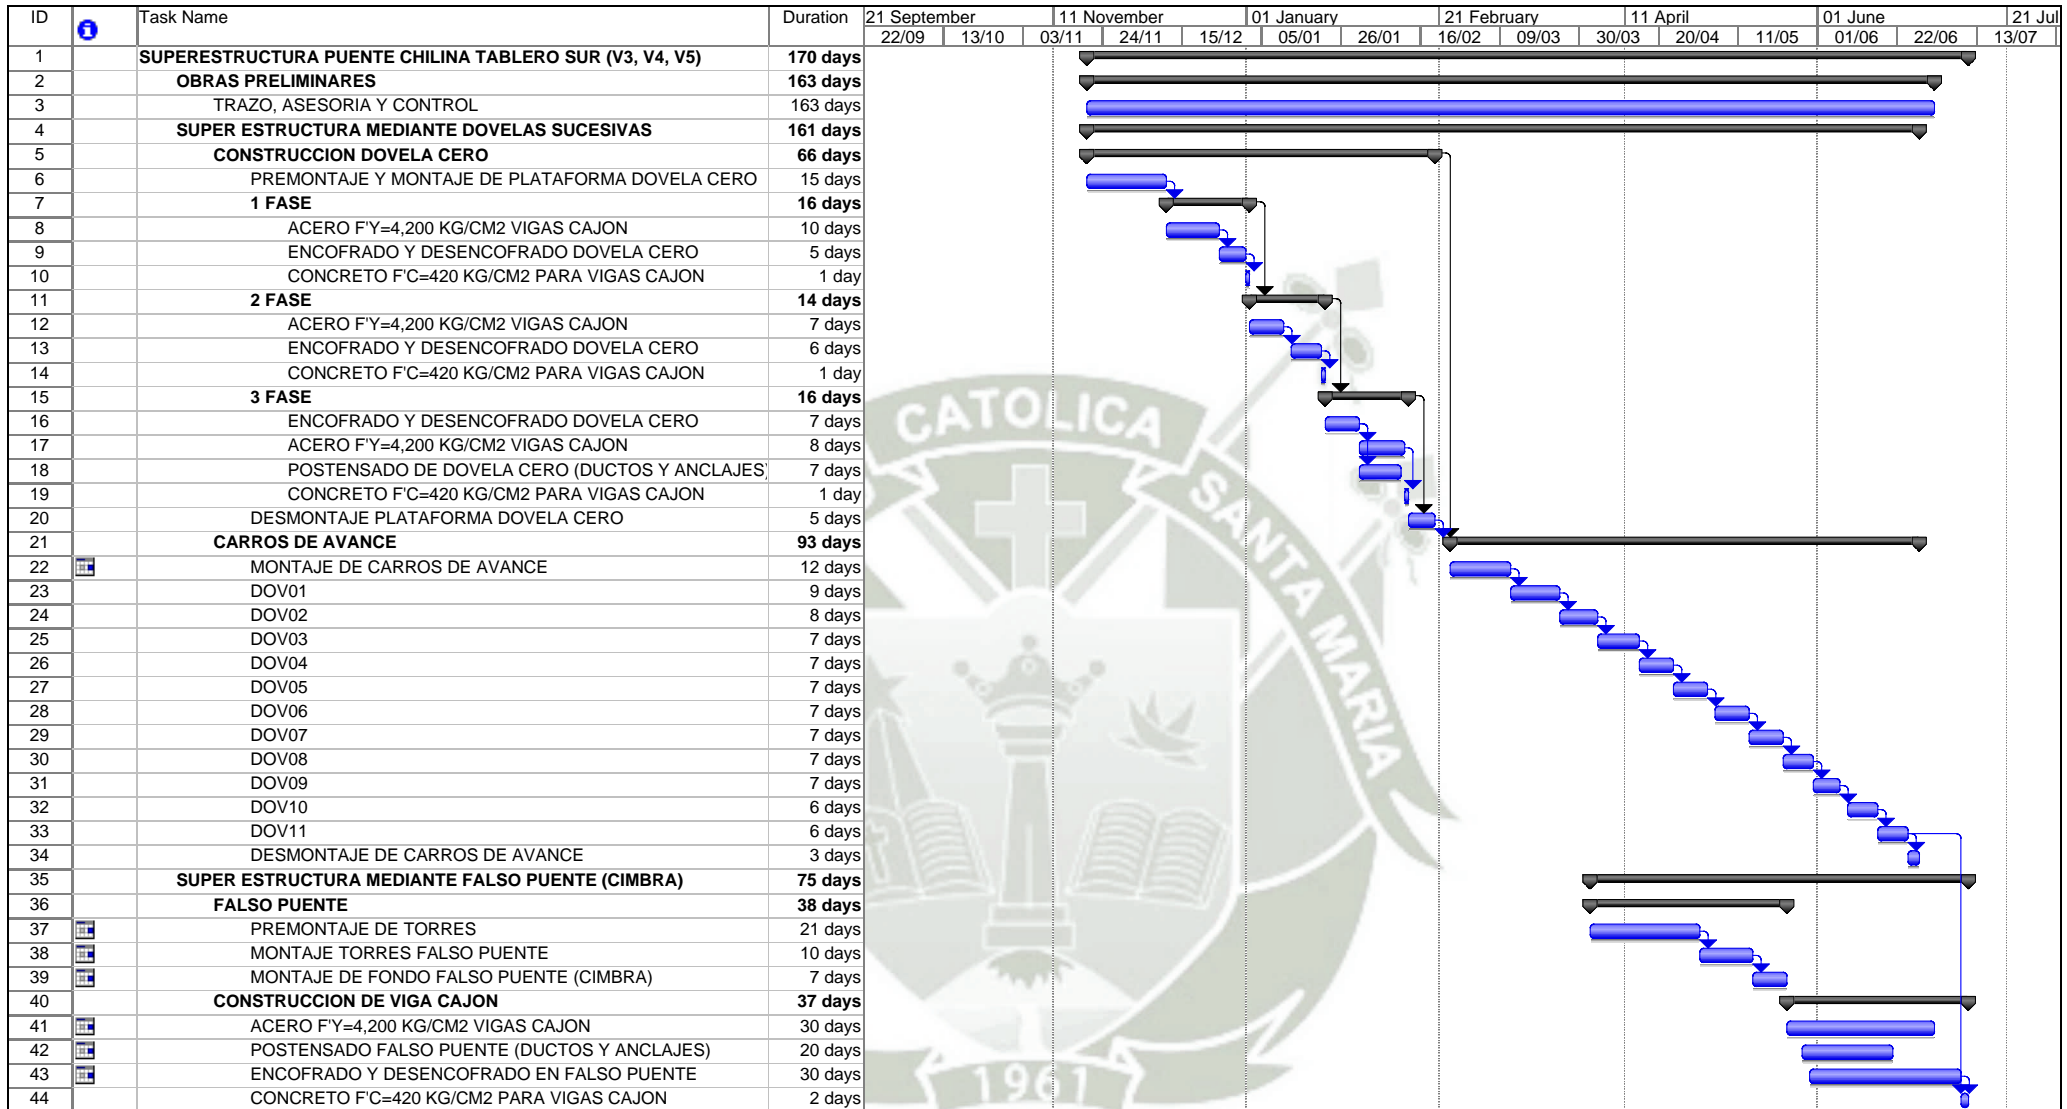 ID Task Name Duration 21 September 11 November 01 January 21 February 11 April 01 June 21 Jul
22/09 13/10 03/11 24/11 15/12 05/01 26/01 16/02 09/03 30/03 20/04 11/05 01/06 22/06 13/07
1 SUPERESTRUCTURA PUENTE CHILINA TABLERO SUR (V3, V4, V5) 170 days
2 OBRAS PRELIMINARES 163 days
3 TRAZO, ASESORIA Y CONTROL 163 days
4 SUPER ESTRUCTURA MEDIANTE DOVELAS SUCESIVAS 161 days
5 CONSTRUCCION DOVELA CERO 66 days
6 PREMONTAJE Y MONTAJE DE PLATAFORMA DOVELA CERO 15 days
7 1 FASE 16 days
8 ACERO F'Y=4,200 KG/CM2 VIGAS CAJON 10 days
9 ENCOFRADO Y DESENCOFRADO DOVELA CERO 5 days
10 CONCRETO F'C=420 KG/CM2 PARA VIGAS CAJON 1 day
11 2 FASE 14 days
12 ACERO F'Y=4,200 KG/CM2 VIGAS CAJON 7 days
13 ENCOFRADO Y DESENCOFRADO DOVELA CERO 6 days
14 CONCRETO F'C=420 KG/CM2 PARA VIGAS CAJON 1 day
15 3 FASE 16 days
16 ENCOFRADO Y DESENCOFRADO DOVELA CERO 7 days
17 ACERO F'Y=4,200 KG/CM2 VIGAS CAJON 8 days
18 POSTENSADO DE DOVELA CERO (DUCTOS Y ANCLAJES) 7 days
19 CONCRETO F'C=420 KG/CM2 PARA VIGAS CAJON 1 day
20 DESMONTAJE PLATAFORMA DOVELA CERO 5 days
21 CARROS DE AVANCE 93 days
22 MONTAJE DE CARROS DE AVANCE 12 days
23 DOV01 9 days
24 DOV02 8 days
25 DOV03 7 days
26 DOV04 7 days
27 DOV05 7 days
28 DOV06 7 days
29 DOV07 7 days
30 DOV08 7 days
31 DOV09 7 days
32 DOV10 6 days
33 DOV11 6 days
34 DESMONTAJE DE CARROS DE AVANCE 3 days
35 SUPER ESTRUCTURA MEDIANTE FALSO PUENTE (CIMBRA) 75 days
36 FALSO PUENTE 38 days
37 PREMONTAJE DE TORRES 21 days
38 MONTAJE TORRES FALSO PUENTE 10 days
39 MONTAJE DE FONDO FALSO PUENTE (CIMBRA) 7 days
40 CONSTRUCCION DE VIGA CAJON 37 days
41 ACERO F'Y=4,200 KG/CM2 VIGAS CAJON 30 days
42 POSTENSADO FALSO PUENTE (DUCTOS Y ANCLAJES) 20 days
43 ENCOFRADO Y DESENCOFRADO EN FALSO PUENTE 30 days
44 CONCRETO F'C=420 KG/CM2 PARA VIGAS CAJON 2 days
CATOLICA
SANTA MARIA
1961